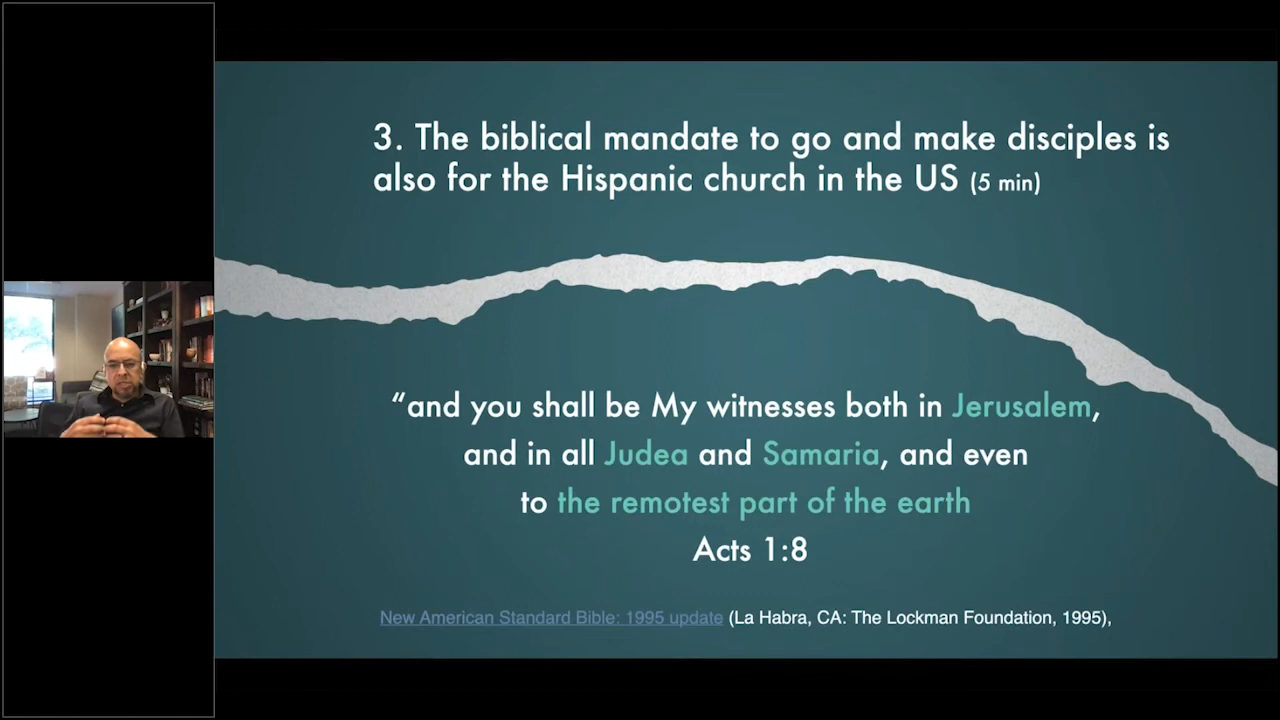 3. The biblical mandate to go and make disciples is
also for the Hispanic church in the US (5 min)
“and you shall be My witnesses both in Jerusalem,
and in all Judea and Samaria, and even
to the remotest part of the earth
Acts 1:8
New American Standard Bible: 1995 update (La Habra, CA: The Lockman Foundation, 1995),